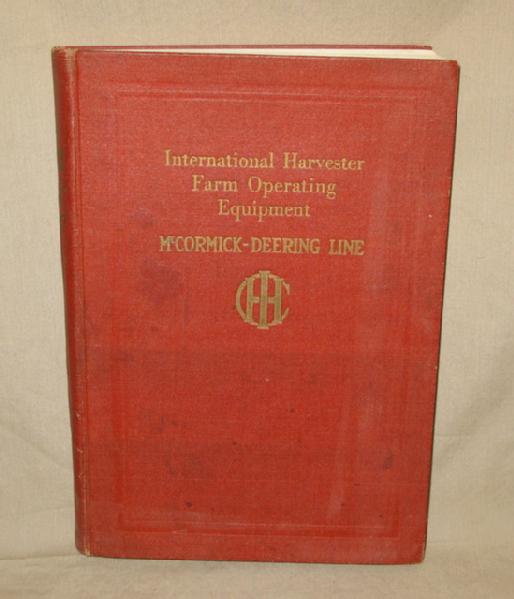 International Harvester
Farm Operating
Equipment
McCORMICK-DEERING LINE
IHC